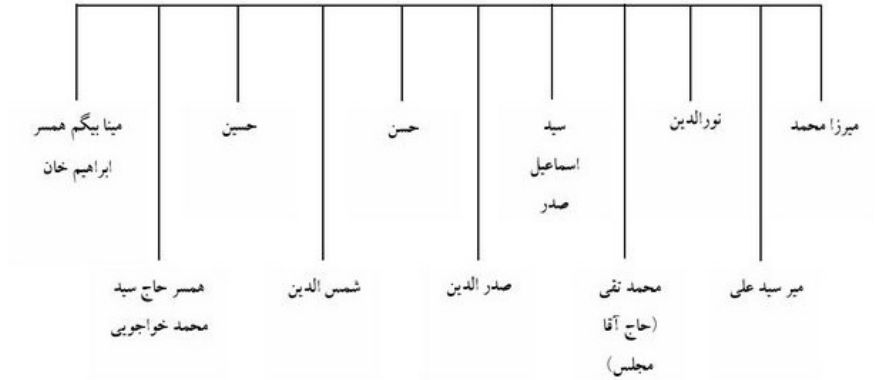 میرزا محمد
نورالدین
سید
اسماعیل
صدر
حسن
حسین
مینا بیگم همسر
ابراهیم خان
میر سید علی
محمد تقی
(حاج آقا
مجلس)
صدر الدین
شمس الدین
همسر حاج سید
محمد خواجویی